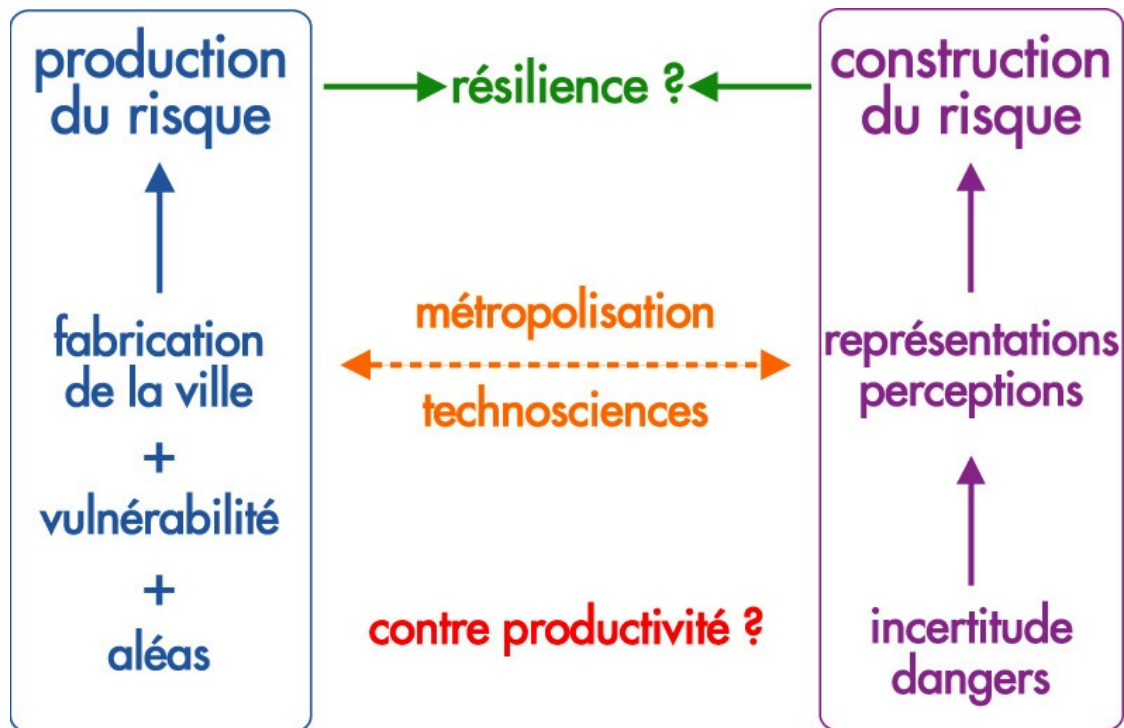 production
du risque
fabrication
de la ville
+
vulnérabilité
+
aléas
résilience ?
métropolisation
technosciences
contre productivité ?
construction
du risque
représentations
perceptions
incertitude
dangers